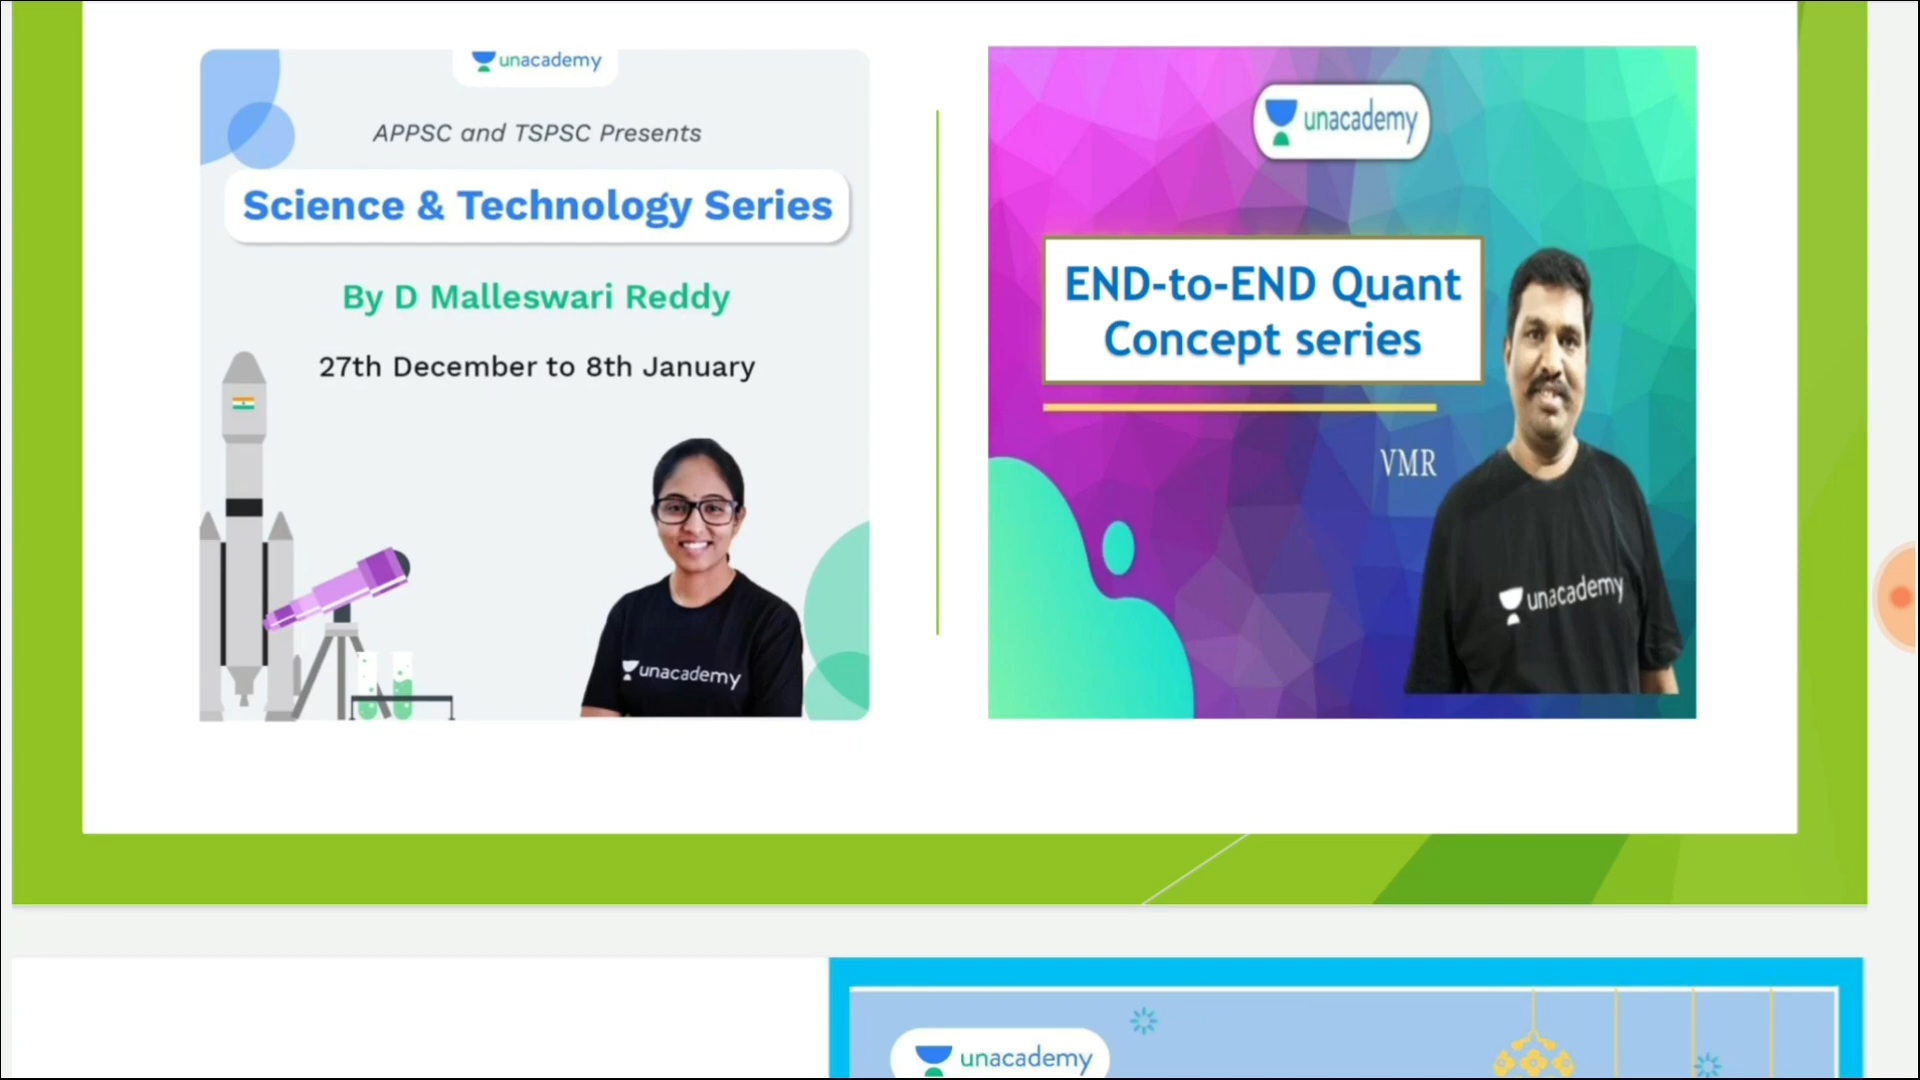 unacademy
APPSC and TSPSC Presents
Science & Technology Series
By D Malleswari Reddy
27th December to 8th January
unacademy
unacademy
END-to-END Quant
Concept series
VMR
unacademy
unacademy